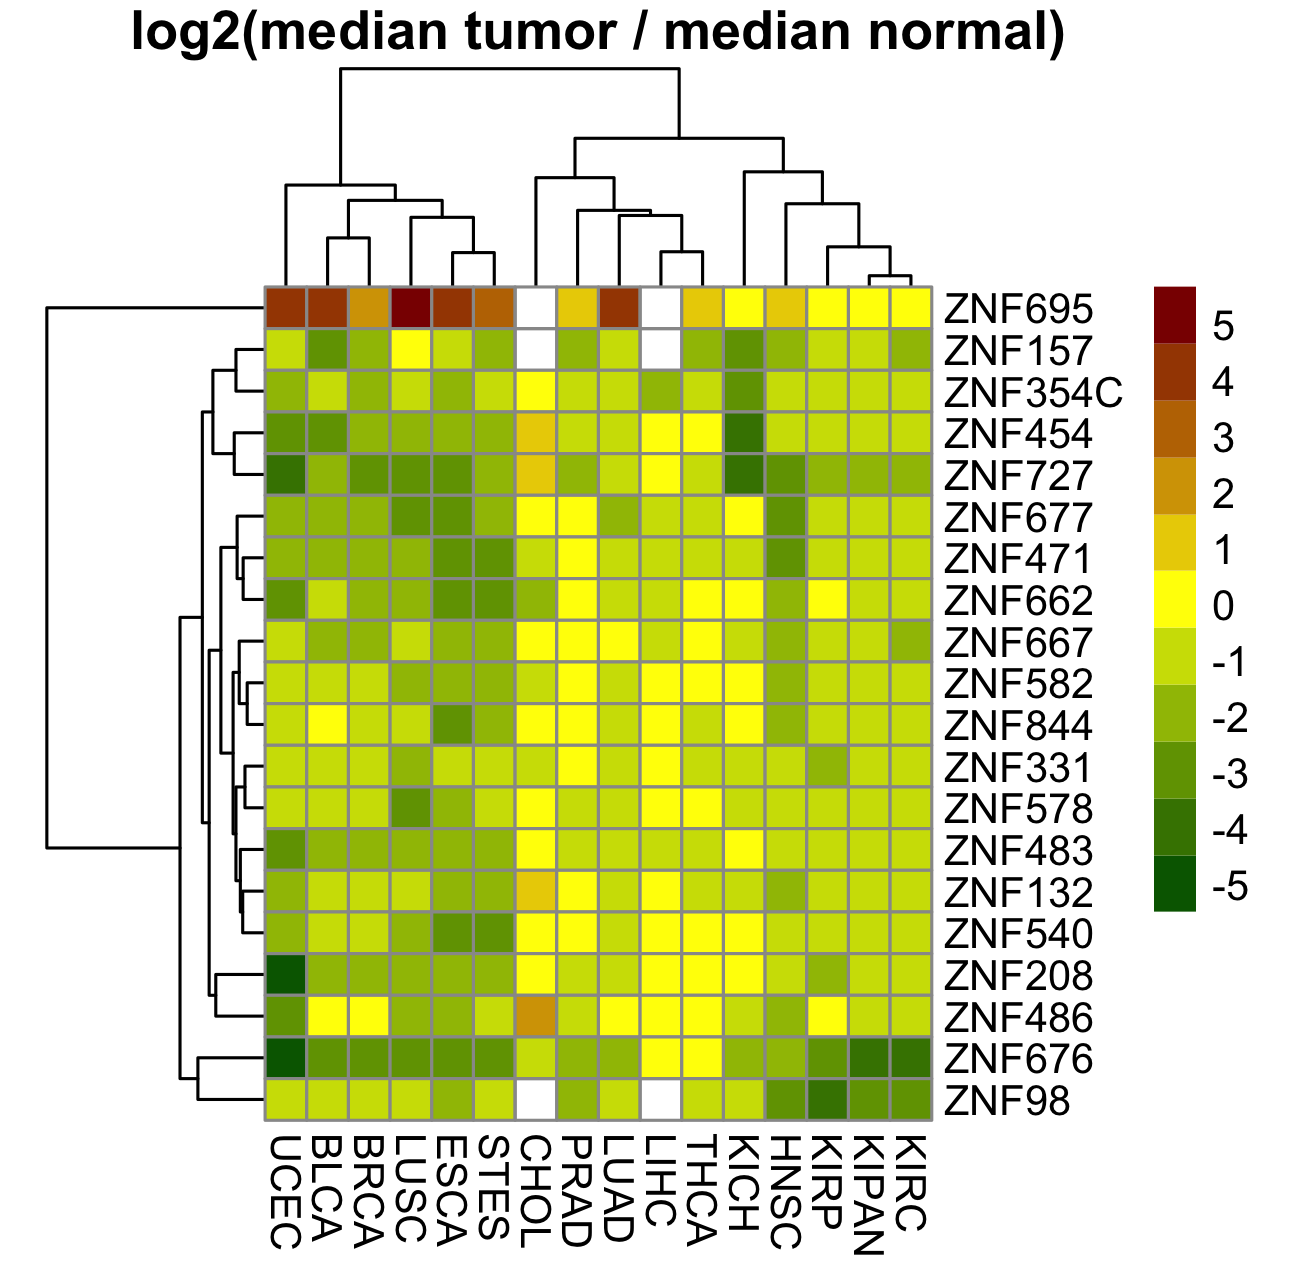 log2(median tumor / median normal)
ZNF695
ZNF157
ZNF354C
ZNF454
ZNF727
ZNF677
ZNF471
ZNF662
ZNF667
ZNF582
ZNF844
ZNF331
ZNF578
ZNF483
ZNF132
ZNF540
ZNF208
ZNF486
ZNF676
ZNF98
5
4
3
2
1
0
-1
-2
-3
-4
-5
UCEC
BLCA
BRCA
LUSC
ESCA
STES
CHOL
PRAD
LUAD
LIHC
THCA
KICH
HNSC
KIRP
KIPAN
KIRC